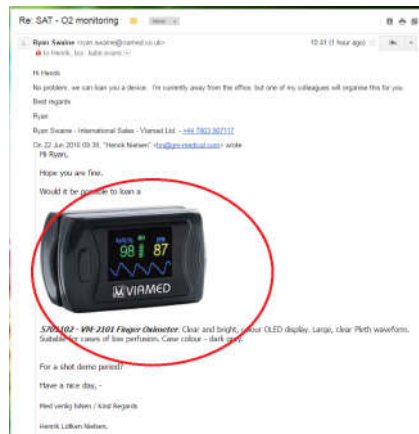 Re: SAT - O2 monitoring
Ryan Swaine
10:41 (1 hour ago)
to Henrik, bcc:
Hi Henrik
No problem, we can loan you a device. I'm currently away from the office, but one of my colleagues will organise this for you.
Best regards
Ryan
Ryan Swaine - International Sales - Viamed Ltd. -
On 22 Jun 2016 09:39, "Henrik Nielsen" wrote
Hi Ryan,
Hope you are fine.
Would it be possible to loan a
98 87
VIAMED
- VM-2101 Finger Oximeter. Clear and bright, colour OLED display. Large, clear Pleth waveform.
Suitable for cases of low perfusion. Case colour - dark grey.
For a shot demo period?
Have a nice day, -
Med venlig hilsen / Kind Regards
Henrik Nielsen,